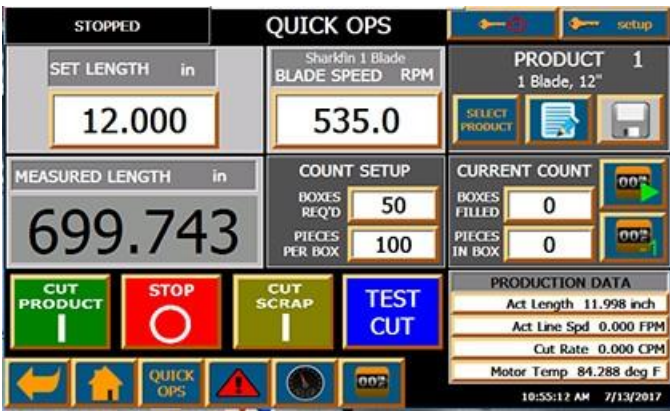 STOPPED
QUICK OPS
setup
SET LENGTH in
12.000
Sharkfin 1 Blade
BLADE SPEED RPM
535.0
PRODUCT 1
1 Blade, 12"
SELECT
PRODUCT
MEASURED LENGTH in
699.743
COUNT SETUP
BOXES
REQ'D
50
PIECES
PER BOX
100
CURRENT COUNT
BOXES
FILLED
0
PIECES
IN BOX
0
002
002
-1
CUT
PRODUCT
I
STOP
O
CUT
SCRAP
I
TEST
CUT
PRODUCTION DATA
Act Length 11.998 inch
Act Line Spd 0.000 FPM
Cut Rate 0.000 CPM
Motor Temp 84.288 deg F
QUICK
OPS
002
10:55:12 AM 7/13/2017